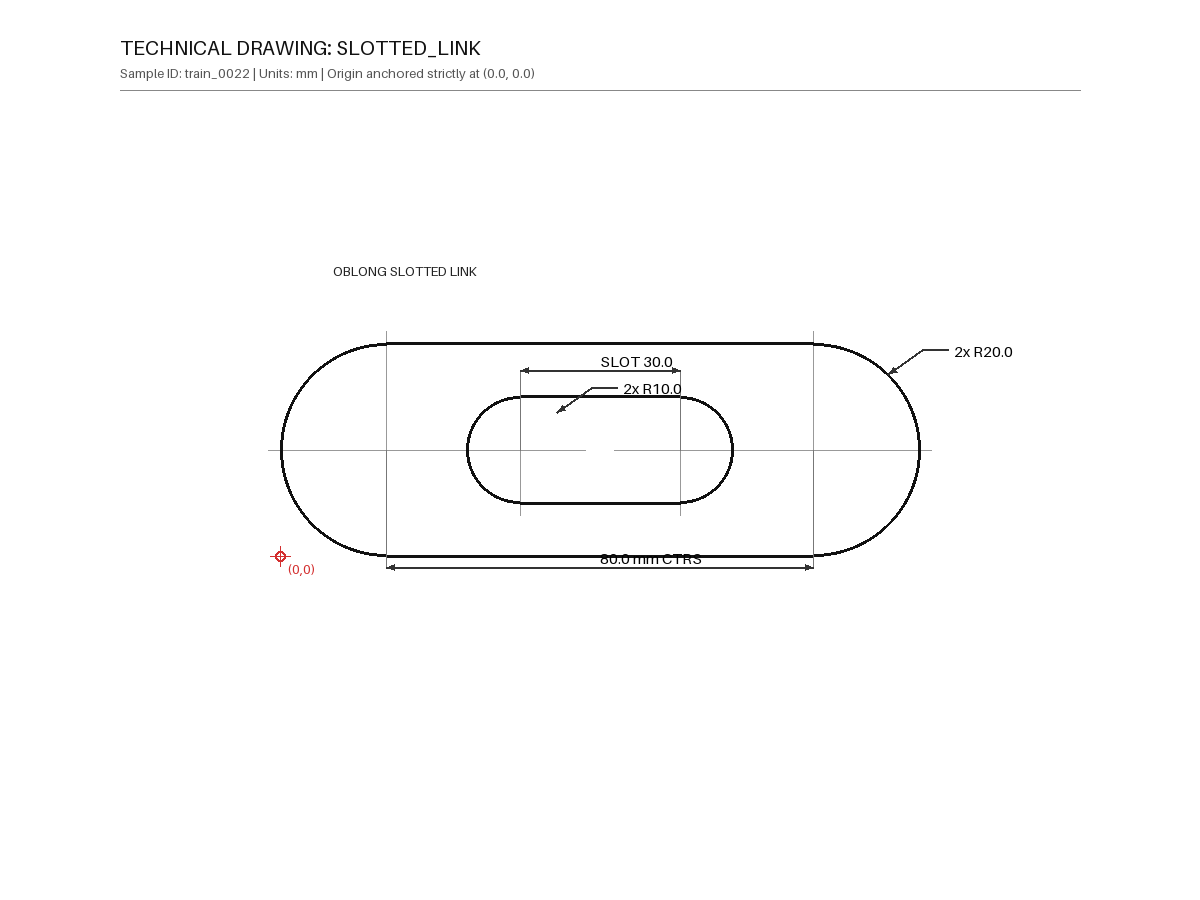 TECHNICAL DRAWING: SLOTTED_LINK
Sample ID: train_0022 | Units: mm | Origin anchored strictly at (0.0, 0.0)
OBLONG SLOTTED LINK
2x R20.0
SLOT 30.0
2x R10.0
80.0 mm CTRS
(0,0)